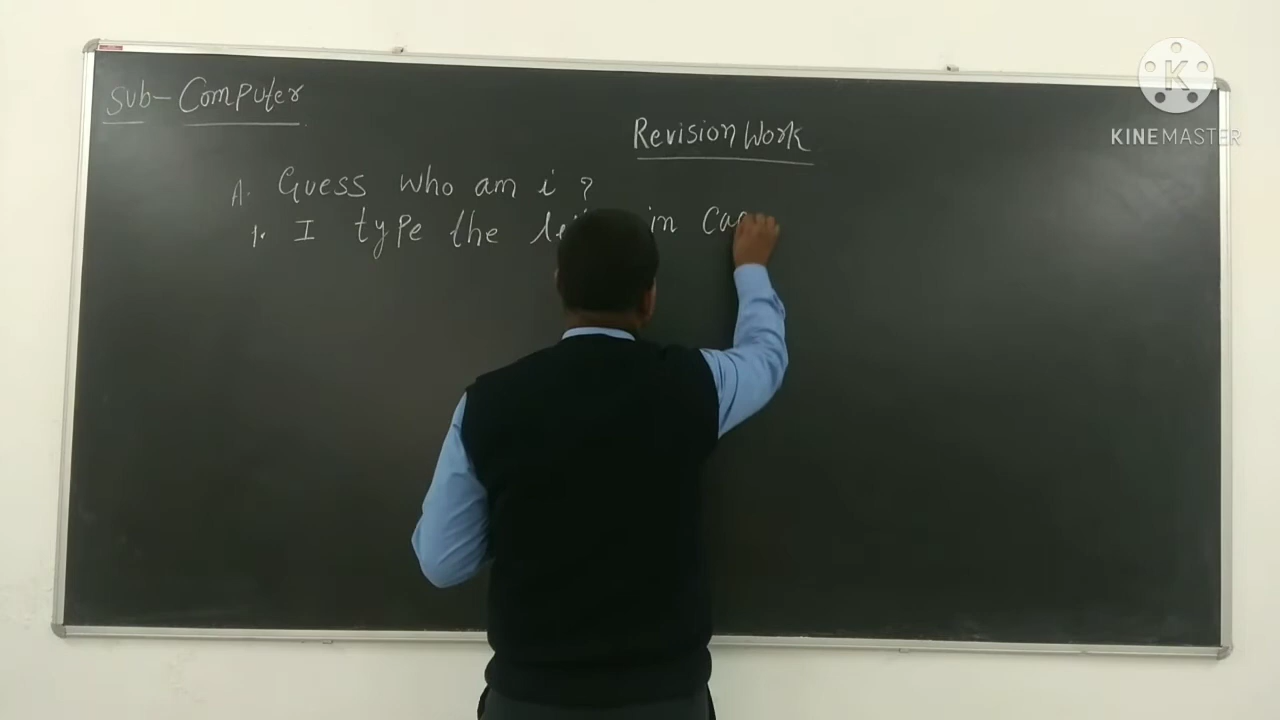 Sub- Computer
Revision Work
A. Guess who am i ?
1. I type the in
K
KINEMASTER